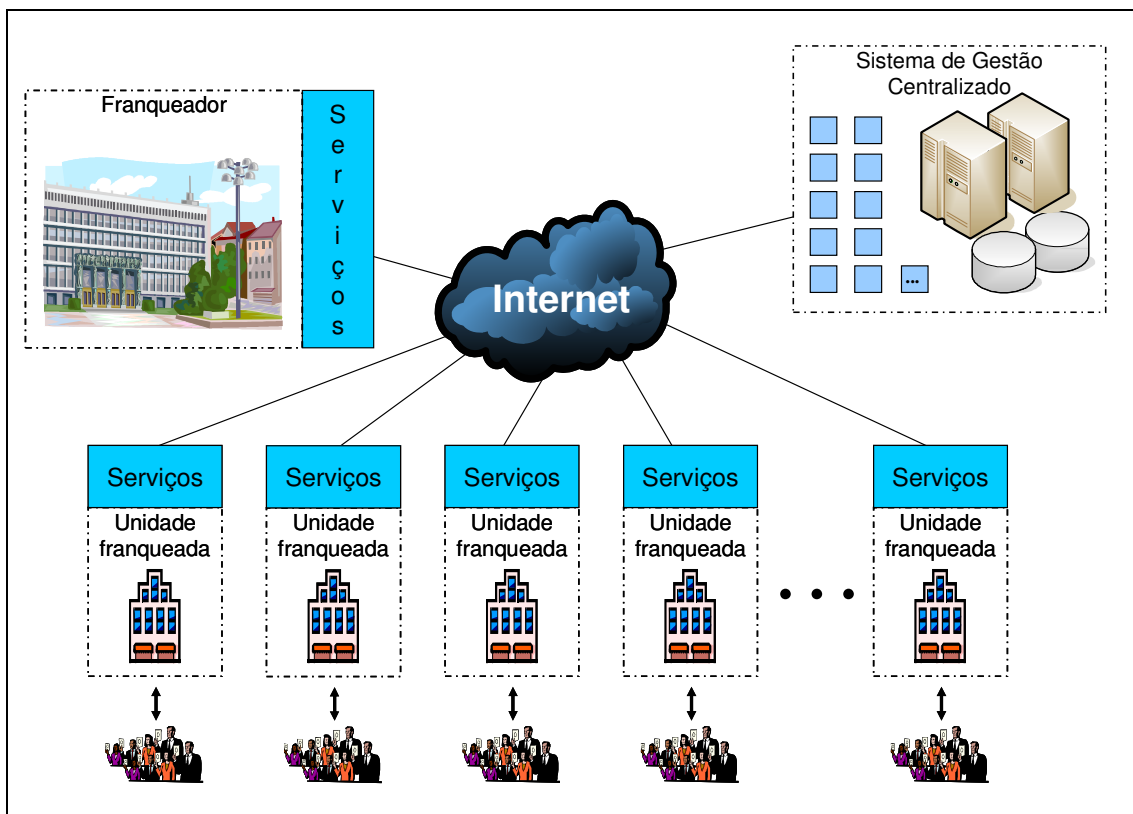 Franqueador
Serviços
Sistema de Gestão
Centralizado
...
Internet
Serviços
Unidade
franqueada
Serviços
Unidade
franqueada
Serviços
Unidade
franqueada
Serviços
Unidade
franqueada
• • •
Serviços
Unidade
franqueada